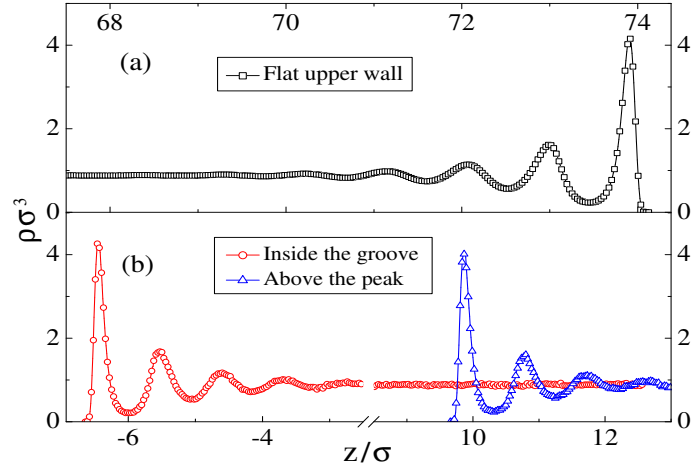 68 70 72 74
4 (a) Flat upper wall 4
2 2
0 0
ρσ³
4 (b) Inside the groove 4
Above the peak
2 2
0 0
-6 -4 10 12
z/σ